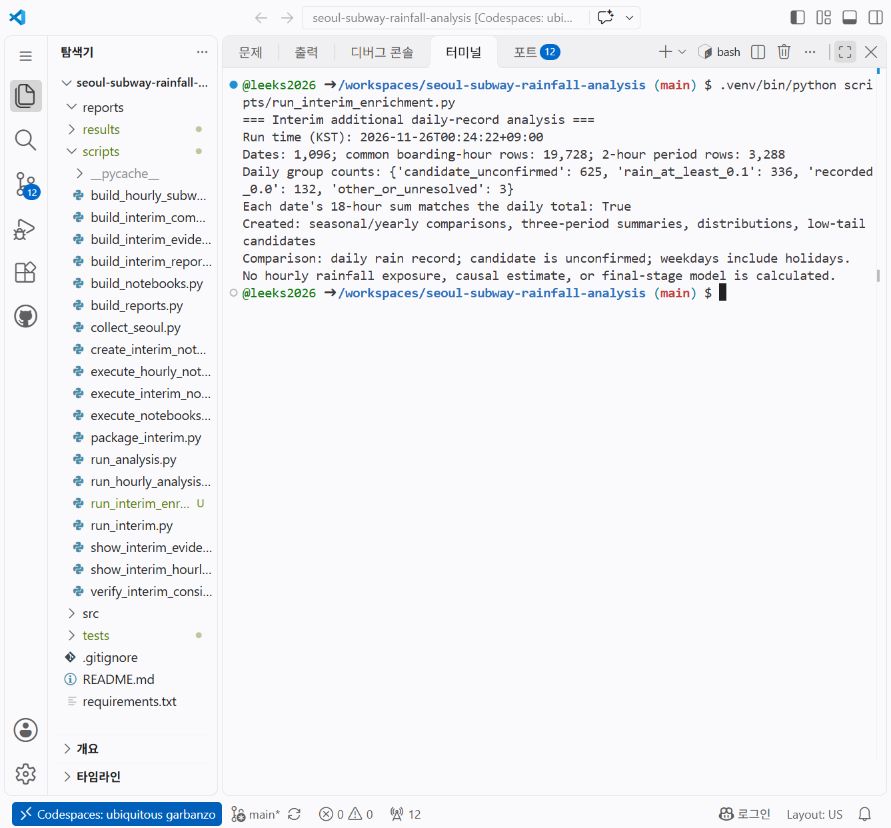 seoul-subway-rainfall-analysis [Codespaces: ubi...
탐색기
seoul-subway-rainfall-...
reports
results
scripts
__pycache__
build_hourly_subw...
build_interim_com...
build_interim_evide...
build_interim_repor...
build_notebooks.py
build_reports.py
collect_seoul.py
create_interim_not...
execute_hourly_not...
execute_interim_no...
execute_notebooks...
package_interim.py
run_analysis.py
run_hourly_analysis...
run_interim_enr... U
run_interim.py
show_interim_evide...
show_interim_hourl...
verify_interim_consi...
src
tests
.gitignore
README.md
requirements.txt
개요
타임라인
12
문제 출력 디버그 콘솔 터미널 포트 12 bash
@leeks2026 ➜/workspaces/seoul-subway-rainfall-analysis (main) $ .venv/bin/python scri
pts/run_interim_enrichment.py
=== Interim additional daily-record analysis ===
Run time (KST): 2026-11-26T00:24:22+09:00
Dates: 1,096; common boarding-hour rows: 19,728; 2-hour period rows: 3,288
Daily group counts: {'candidate_unconfirmed': 625, 'rain_at_least_0.1': 336, 'recorded
_0.0': 132, 'other_or_unresolved': 3}
Each date's 18-hour sum matches the daily total: True
Created: seasonal/yearly comparisons, three-period summaries, distributions, low-tail
candidates
Comparison: daily rain record; candidate is unconfirmed; weekdays include holidays.
No hourly rainfall exposure, causal estimate, or final-stage model is calculated.
@leeks2026 ➜/workspaces/seoul-subway-rainfall-analysis (main) $
Codespaces: ubiquitous garbanzo main* 0 0 12 로그인 Layout: US